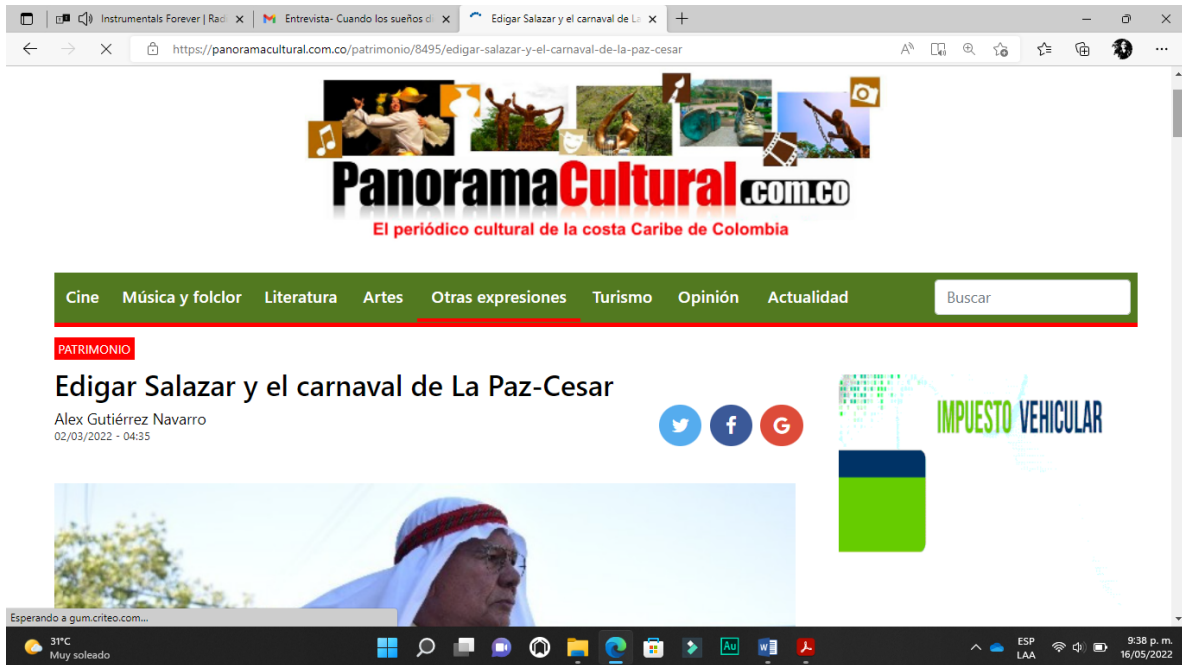 Instrumentals Forever | Rad
Entrevista- Cuando los sueños d
Edigar Salazar y el carnaval de La
https://panoramacultural.com.co/patrimonio/8495/edigar-salazar-y-el-carnaval-de-la-paz-cesar
PanoramaCultural.com.co
El periódico cultural de la costa Caribe de Colombia
Cine Música y folclor Literatura Artes Otras expresiones Turismo Opinión Actualidad Buscar
PATRIMONIO
Edigar Salazar y el carnaval de La Paz-Cesar
Alex Gutiérrez Navarro
02/03/2022 - 04:35
IMPUESTO VEHICULAR
Esperando a gum.criteo.com...
31°C
Muy soleado
ESP
LAA
9:38 p. m.
16/05/2022